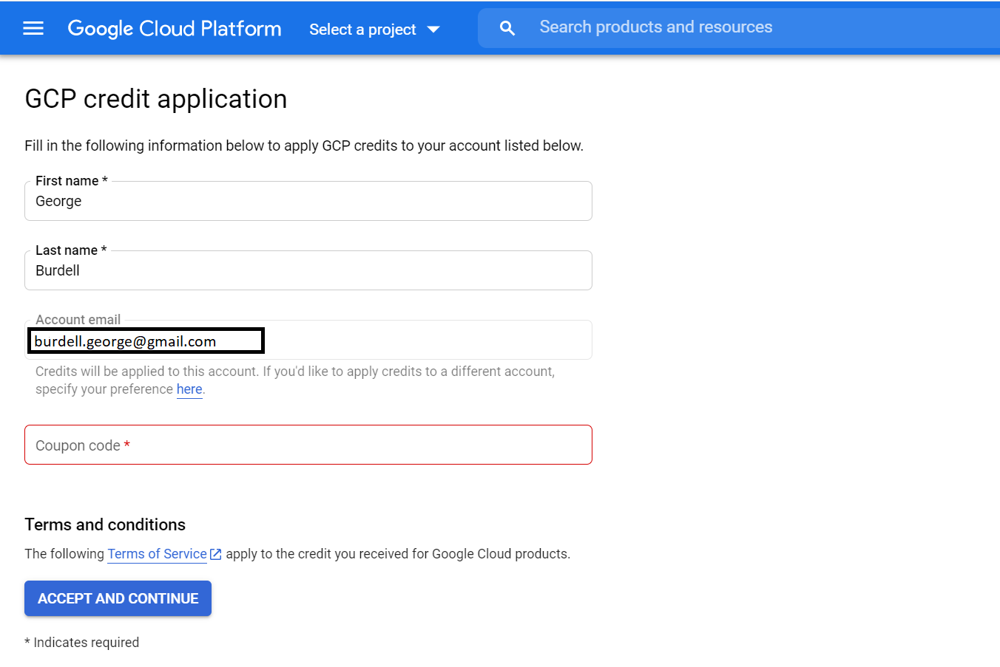 Google Cloud Platform Select a project Search products and resources
GCP credit application
Fill in the following information below to apply GCP credits to your account listed below.
First name *
George
Last name *
Burdell
Account email
burdell.george@gmail.com
Credits will be applied to this account. If you'd like to apply credits to a different account,
specify your preference here.
Coupon code *
Terms and conditions
The following Terms of Service apply to the credit you received for Google Cloud products.
ACCEPT AND CONTINUE
* Indicates required